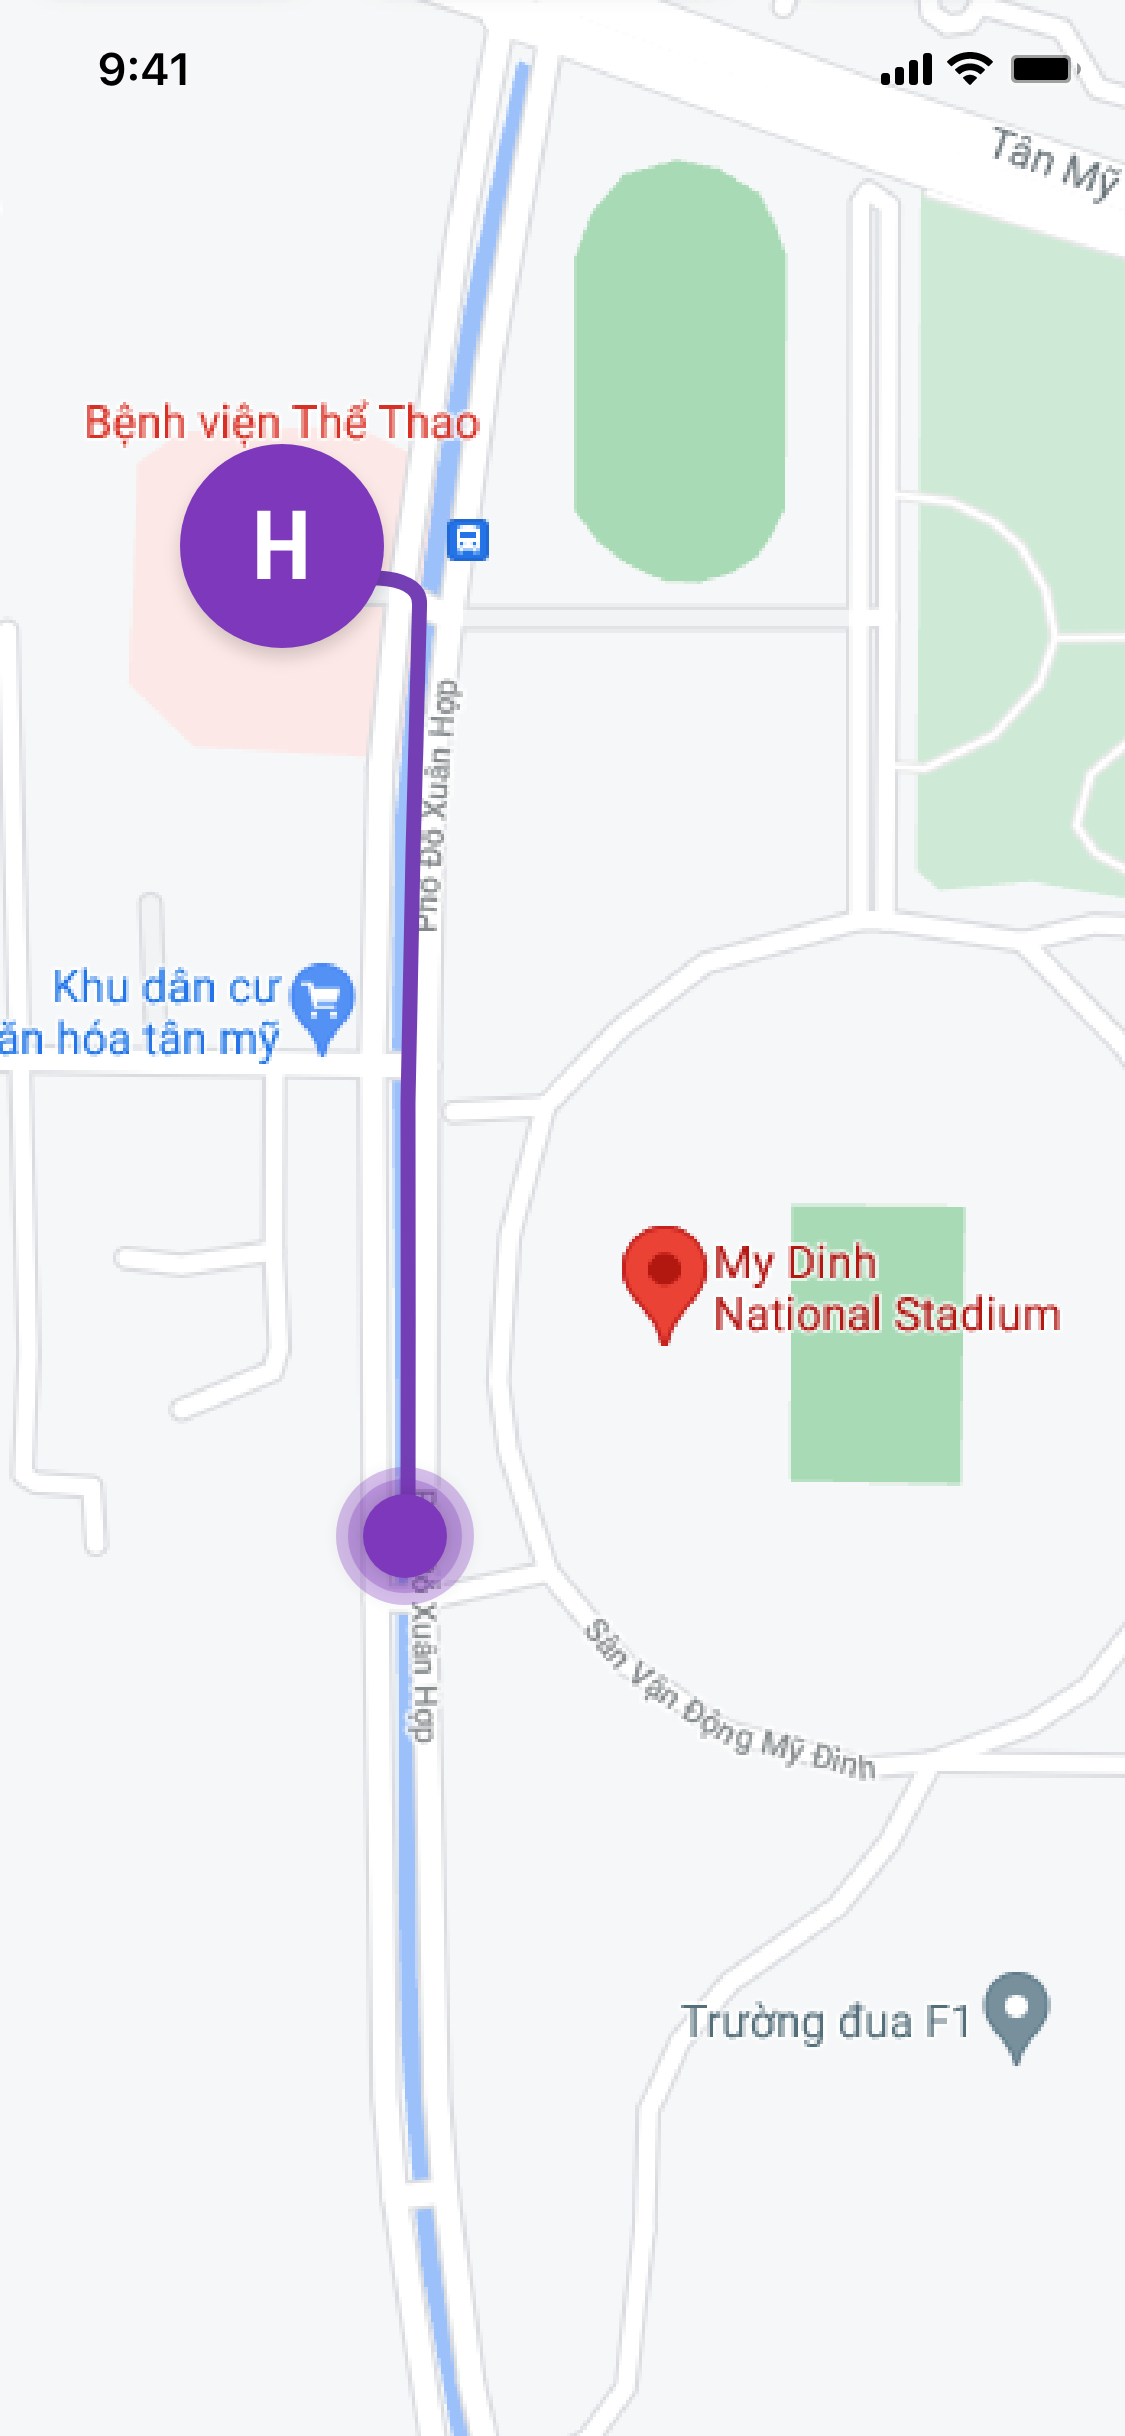 9:41
Tân Mỹ
Bệnh viện Thể Thao
H
Phố Đỗ Xuân Hợp
Khu dân cư
ăn hóa tân mỹ
My Dinh
National Stadium
Xuân Hợp
Sân Vận Động Mỹ Đình
Trường đua F1